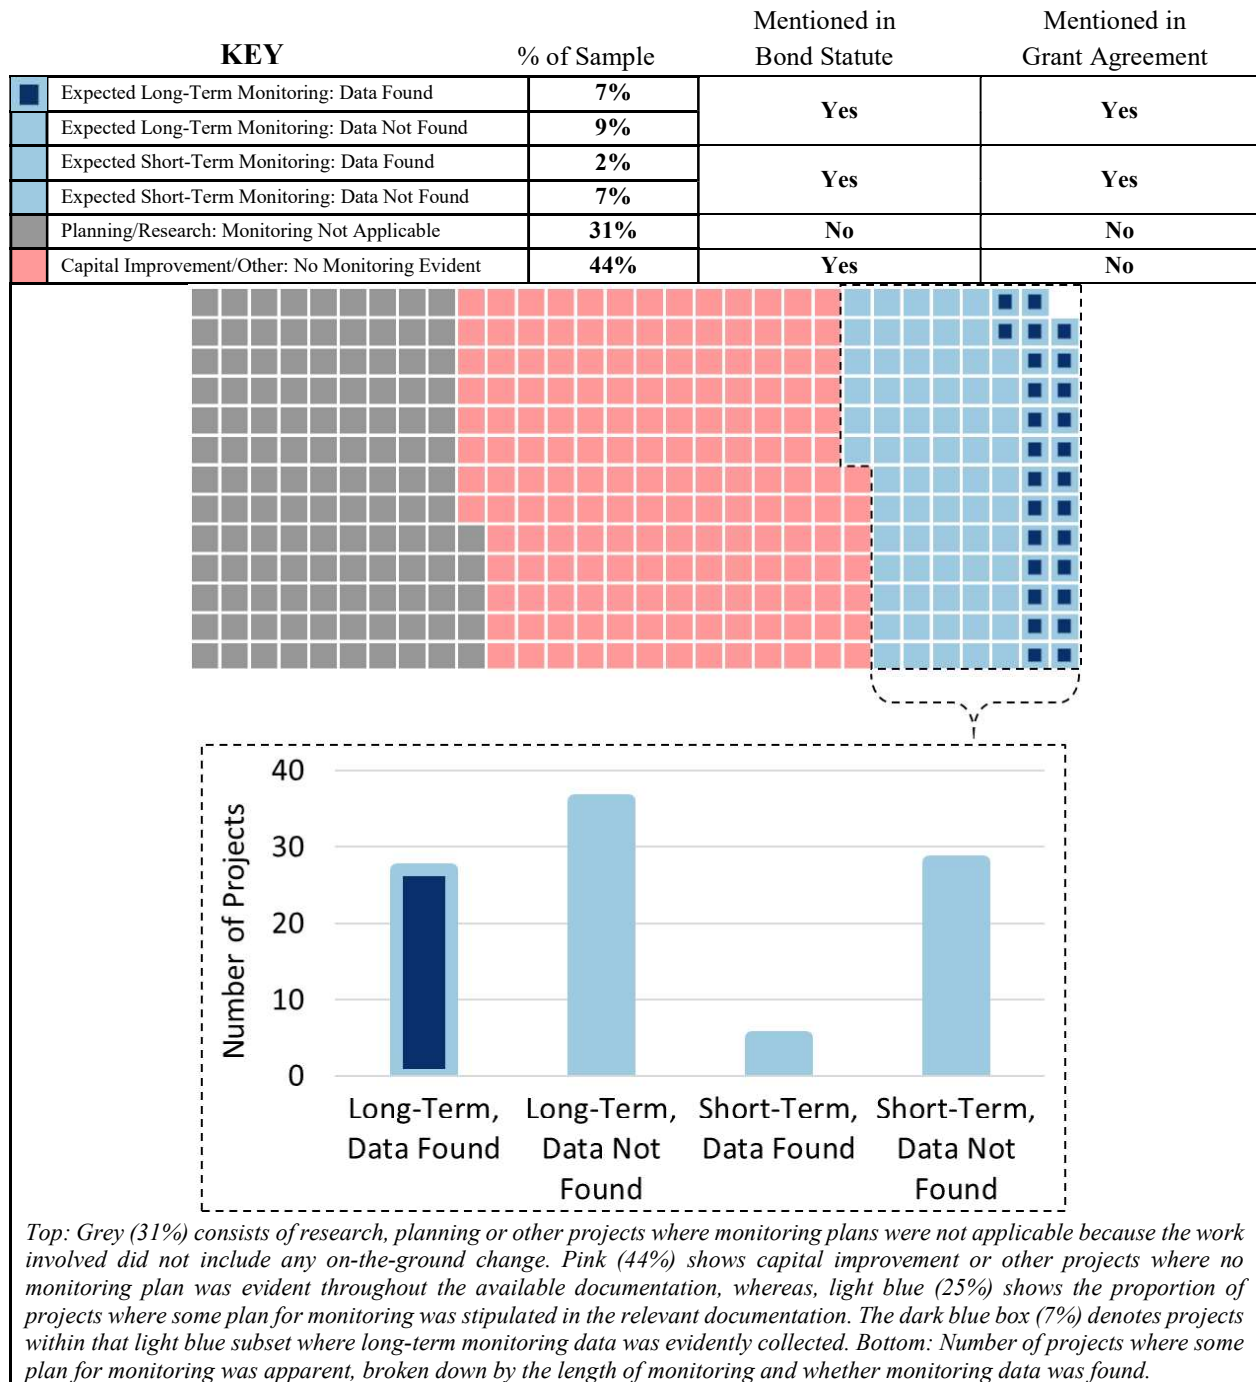 Mentioned in Mentioned in
KEY % of Sample Bond Statute Grant Agreement
Expected Long-Term Monitoring: Data Found 7%
Yes Yes
Expected Long-Term Monitoring: Data Not Found 9%
Expected Short-Term Monitoring: Data Found 2%
Yes Yes
Expected Short-Term Monitoring: Data Not Found 7%
Planning/Research: Monitoring Not Applicable 31% No No
Capital Improvement/Other: No Monitoring Evident 44% Yes No
Number of Projects
40
30
20
10
0
Long-Term, Long-Term, Short-Term, Short-Term,
Data Found Data Not Data Found Data Not
Found Found
Top: Grey (31%) consists of research, planning or other projects where monitoring plans were not applicable because the work
involved did not include any on-the-ground change. Pink (44%) shows capital improvement or other projects where no
monitoring plan was evident throughout the available documentation, whereas, light blue (25%) shows the proportion of
projects where some plan for monitoring was stipulated in the relevant documentation. The dark blue box (7%) denotes projects
within that light blue subset where long-term monitoring data was evidently collected. Bottom: Number of projects where some
plan for monitoring was apparent, broken down by the length of monitoring and whether monitoring data was found.